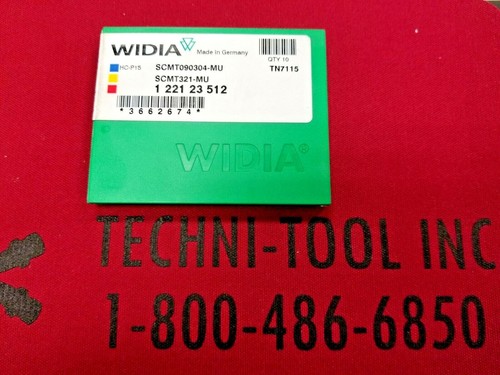 WIDIA Made In Germany
QTY 10
HC-P15 SCMT090304-MU TN7115
SCMT321-MU
1 221 23 512
*3662674*
WIDIA®
TECHNI-TOOL INC
1-800-486-6850